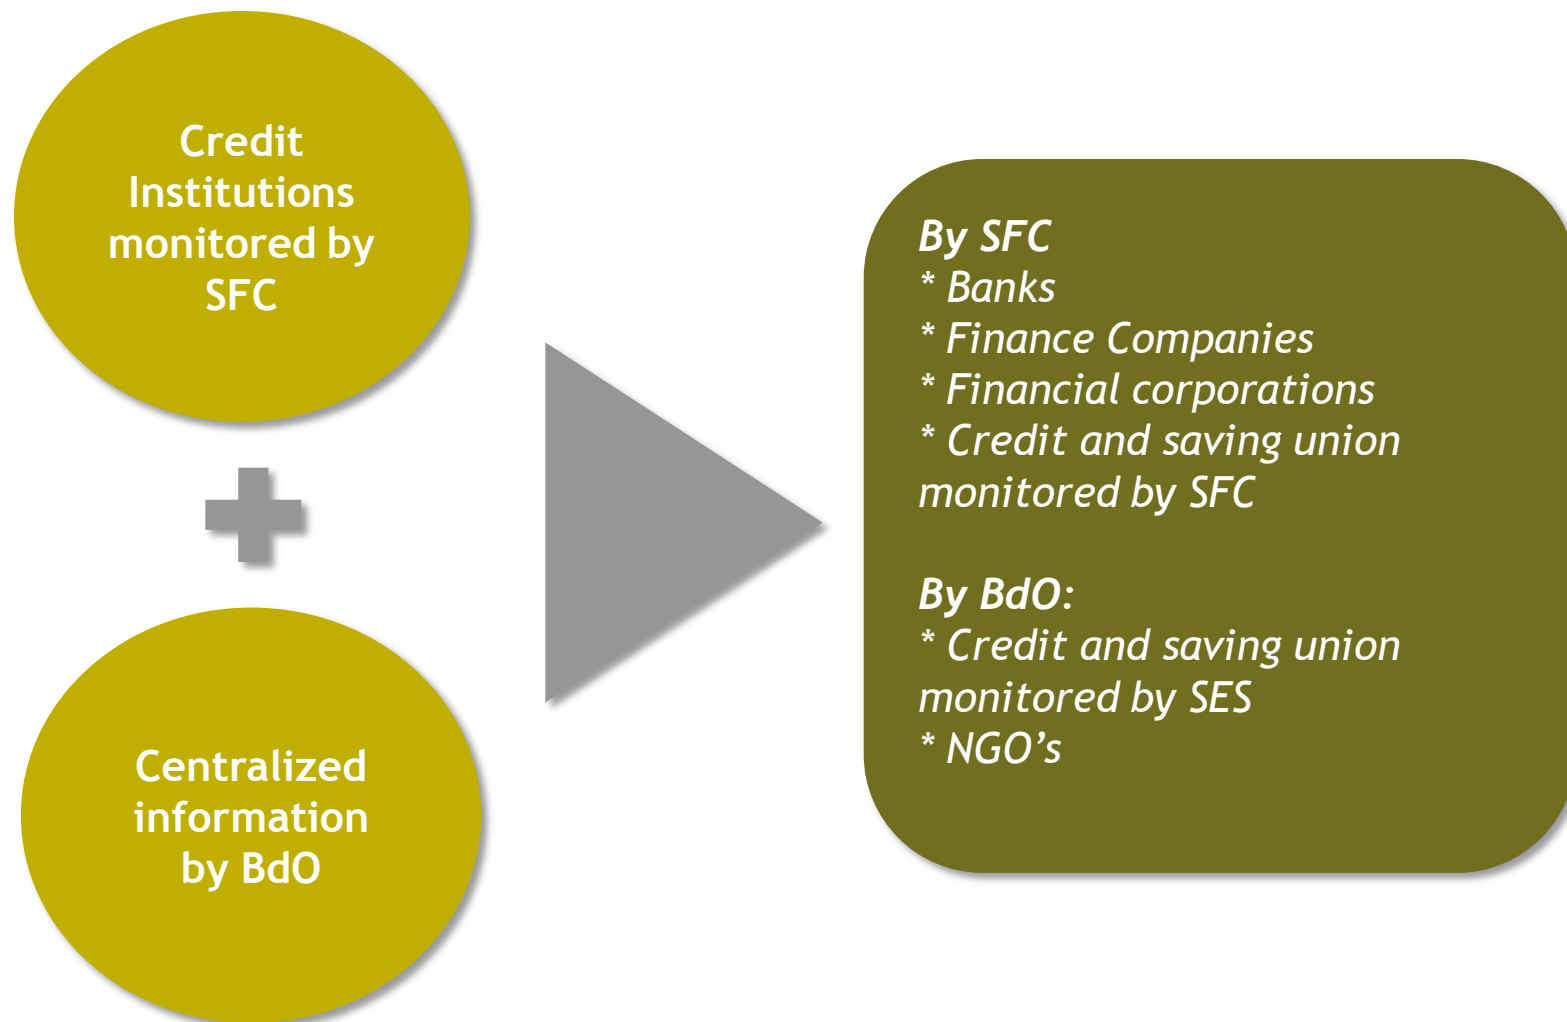 Credit
Institutions
monitored by
SFC
Centralized
information
by BdO
By SFC
* Banks
* Finance Companies
* Financial corporations
* Credit and saving union
monitored by SFC
By BdO:
* Credit and saving union
monitored by SES
* NGO’s